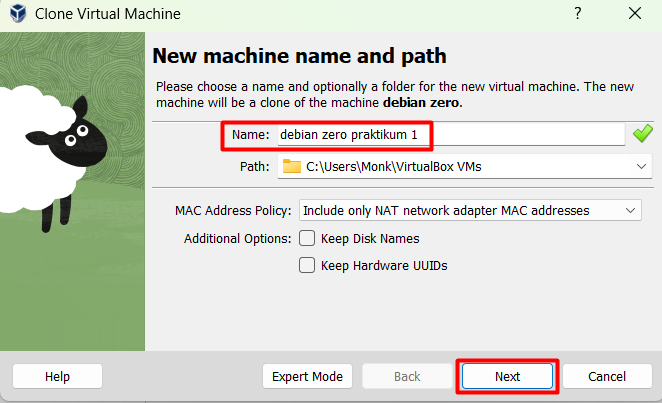 Clone Virtual Machine
New machine name and path
Please choose a name and optionally a folder for the new virtual machine. The new
machine will be a clone of the machine debian zero.
Name: debian zero praktikum 1
Path: C:\Users\Monk\VirtualBox VMs
MAC Address Policy: Include only NAT network adapter MAC addresses
Additional Options: Keep Disk Names
Keep Hardware UUIDs
Help Expert Mode Back Next Cancel